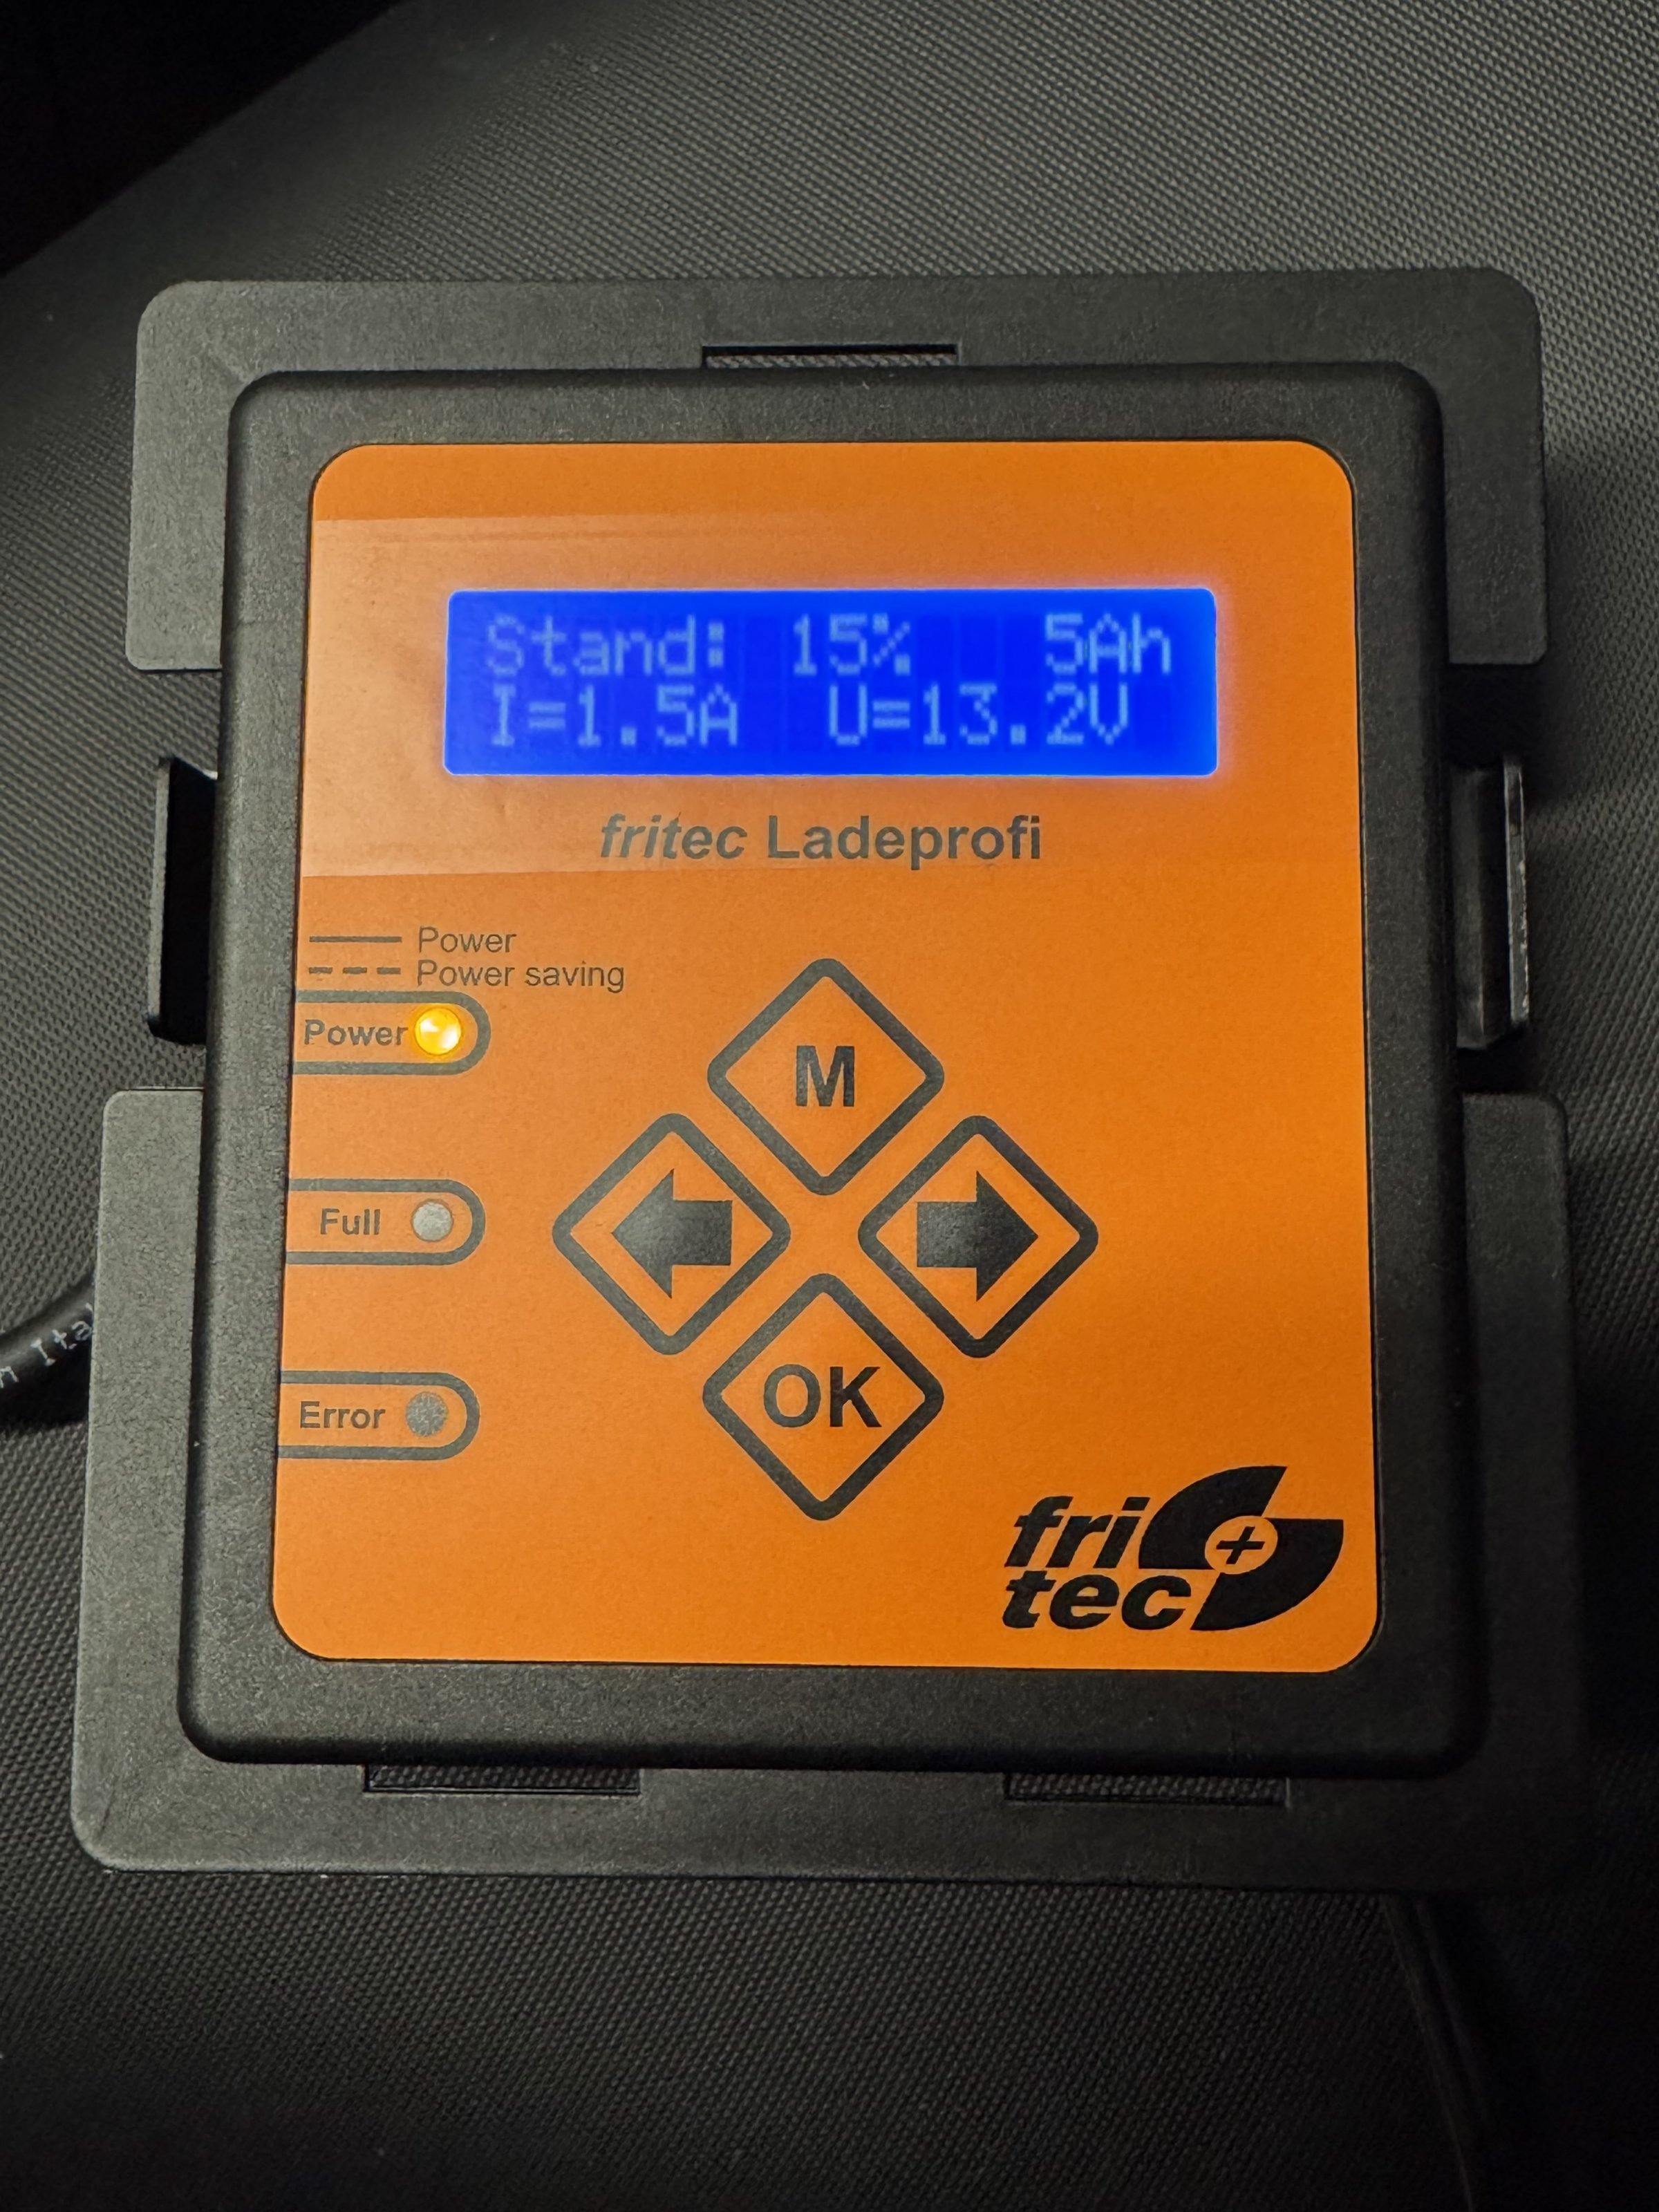 Stand: 15% 5Ah
I=1.5A U=13.2V
fritec Ladeprofi
Power
Power saving
Power
M
Full
OK
Error
fri
tec